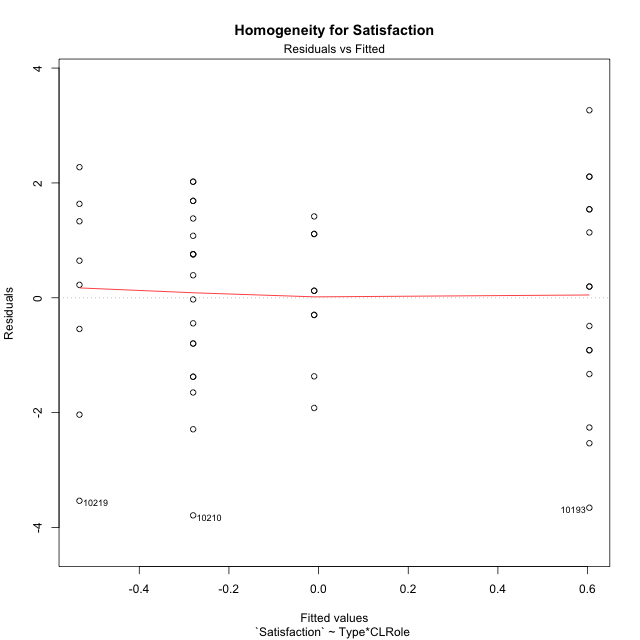 Homogeneity for Satisfaction
Residuals vs Fitted
4
2
0
-2
-4
Residuals
10219
10210
10193
-0.4 -0.2 0.0 0.2 0.4 0.6
Fitted values
`Satisfaction` ~ Type*CLRole